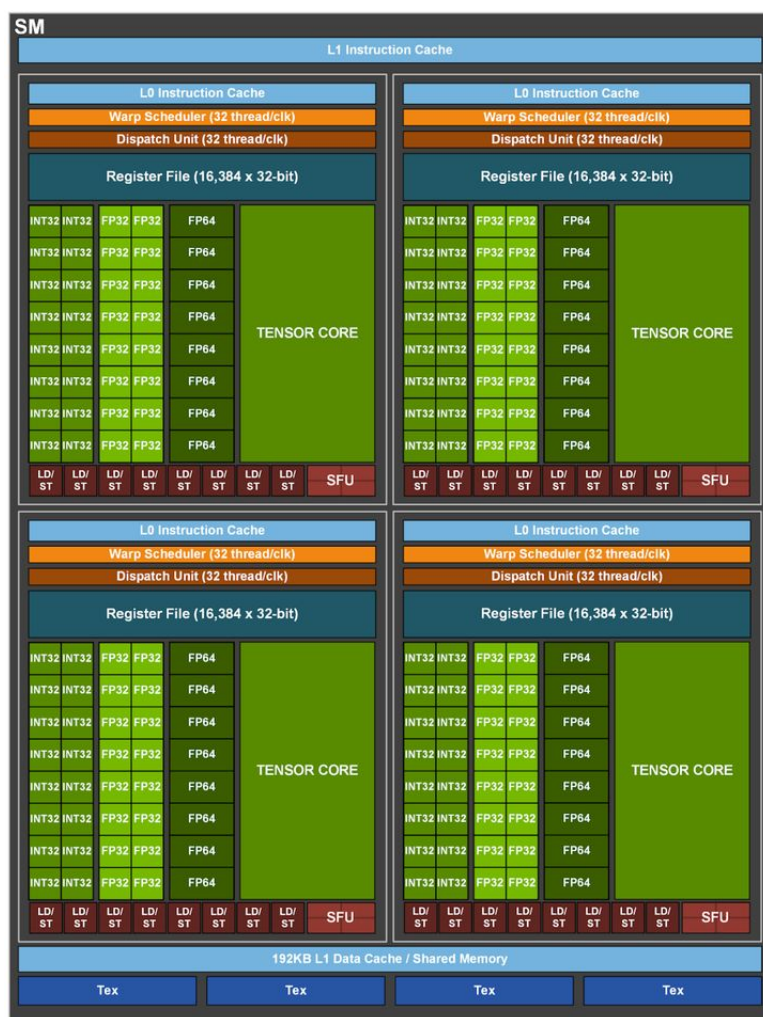 SM
L1 Instruction Cache
L0 Instruction Cache L0 Instruction Cache
Warp Scheduler (32 thread/clk) Warp Scheduler (32 thread/clk)
Dispatch Unit (32 thread/clk) Dispatch Unit (32 thread/clk)
Register File (16,384 x 32-bit) Register File (16,384 x 32-bit)
INT32 INT32 FP32 FP32 FP64 INT32 INT32 FP32 FP32 FP64
INT32 INT32 FP32 FP32 FP64 INT32 INT32 FP32 FP32 FP64
INT32 INT32 FP32 FP32 FP64 INT32 INT32 FP32 FP32 FP64
INT32 INT32 FP32 FP32 FP64 INT32 INT32 FP32 FP32 FP64
TENSOR CORE TENSOR CORE
INT32 INT32 FP32 FP32 FP64 INT32 INT32 FP32 FP32 FP64
INT32 INT32 FP32 FP32 FP64 INT32 INT32 FP32 FP32 FP64
INT32 INT32 FP32 FP32 FP64 INT32 INT32 FP32 FP32 FP64
INT32 INT32 FP32 FP32 FP64 INT32 INT32 FP32 FP32 FP64
LD/ LD/ LD/ LD/ LD/ LD/ LD/ LD/ SFU LD/ LD/ LD/ LD/ LD/ LD/ LD/ LD/ SFU
ST ST ST ST ST ST ST ST ST ST ST ST ST ST ST ST
L0 Instruction Cache L0 Instruction Cache
Warp Scheduler (32 thread/clk) Warp Scheduler (32 thread/clk)
Dispatch Unit (32 thread/clk) Dispatch Unit (32 thread/clk)
Register File (16,384 x 32-bit) Register File (16,384 x 32-bit)
INT32 INT32 FP32 FP32 FP64 INT32 INT32 FP32 FP32 FP64
INT32 INT32 FP32 FP32 FP64 INT32 INT32 FP32 FP32 FP64
INT32 INT32 FP32 FP32 FP64 INT32 INT32 FP32 FP32 FP64
INT32 INT32 FP32 FP32 FP64 INT32 INT32 FP32 FP32 FP64
TENSOR CORE TENSOR CORE
INT32 INT32 FP32 FP32 FP64 INT32 INT32 FP32 FP32 FP64
INT32 INT32 FP32 FP32 FP64 INT32 INT32 FP32 FP32 FP64
INT32 INT32 FP32 FP32 FP64 INT32 INT32 FP32 FP32 FP64
INT32 INT32 FP32 FP32 FP64 INT32 INT32 FP32 FP32 FP64
LD/ LD/ LD/ LD/ LD/ LD/ LD/ LD/ SFU LD/ LD/ LD/ LD/ LD/ LD/ LD/ LD/ SFU
ST ST ST ST ST ST ST ST ST ST ST ST ST ST ST ST
192KB L1 Data Cache / Shared Memory
Tex Tex Tex Tex